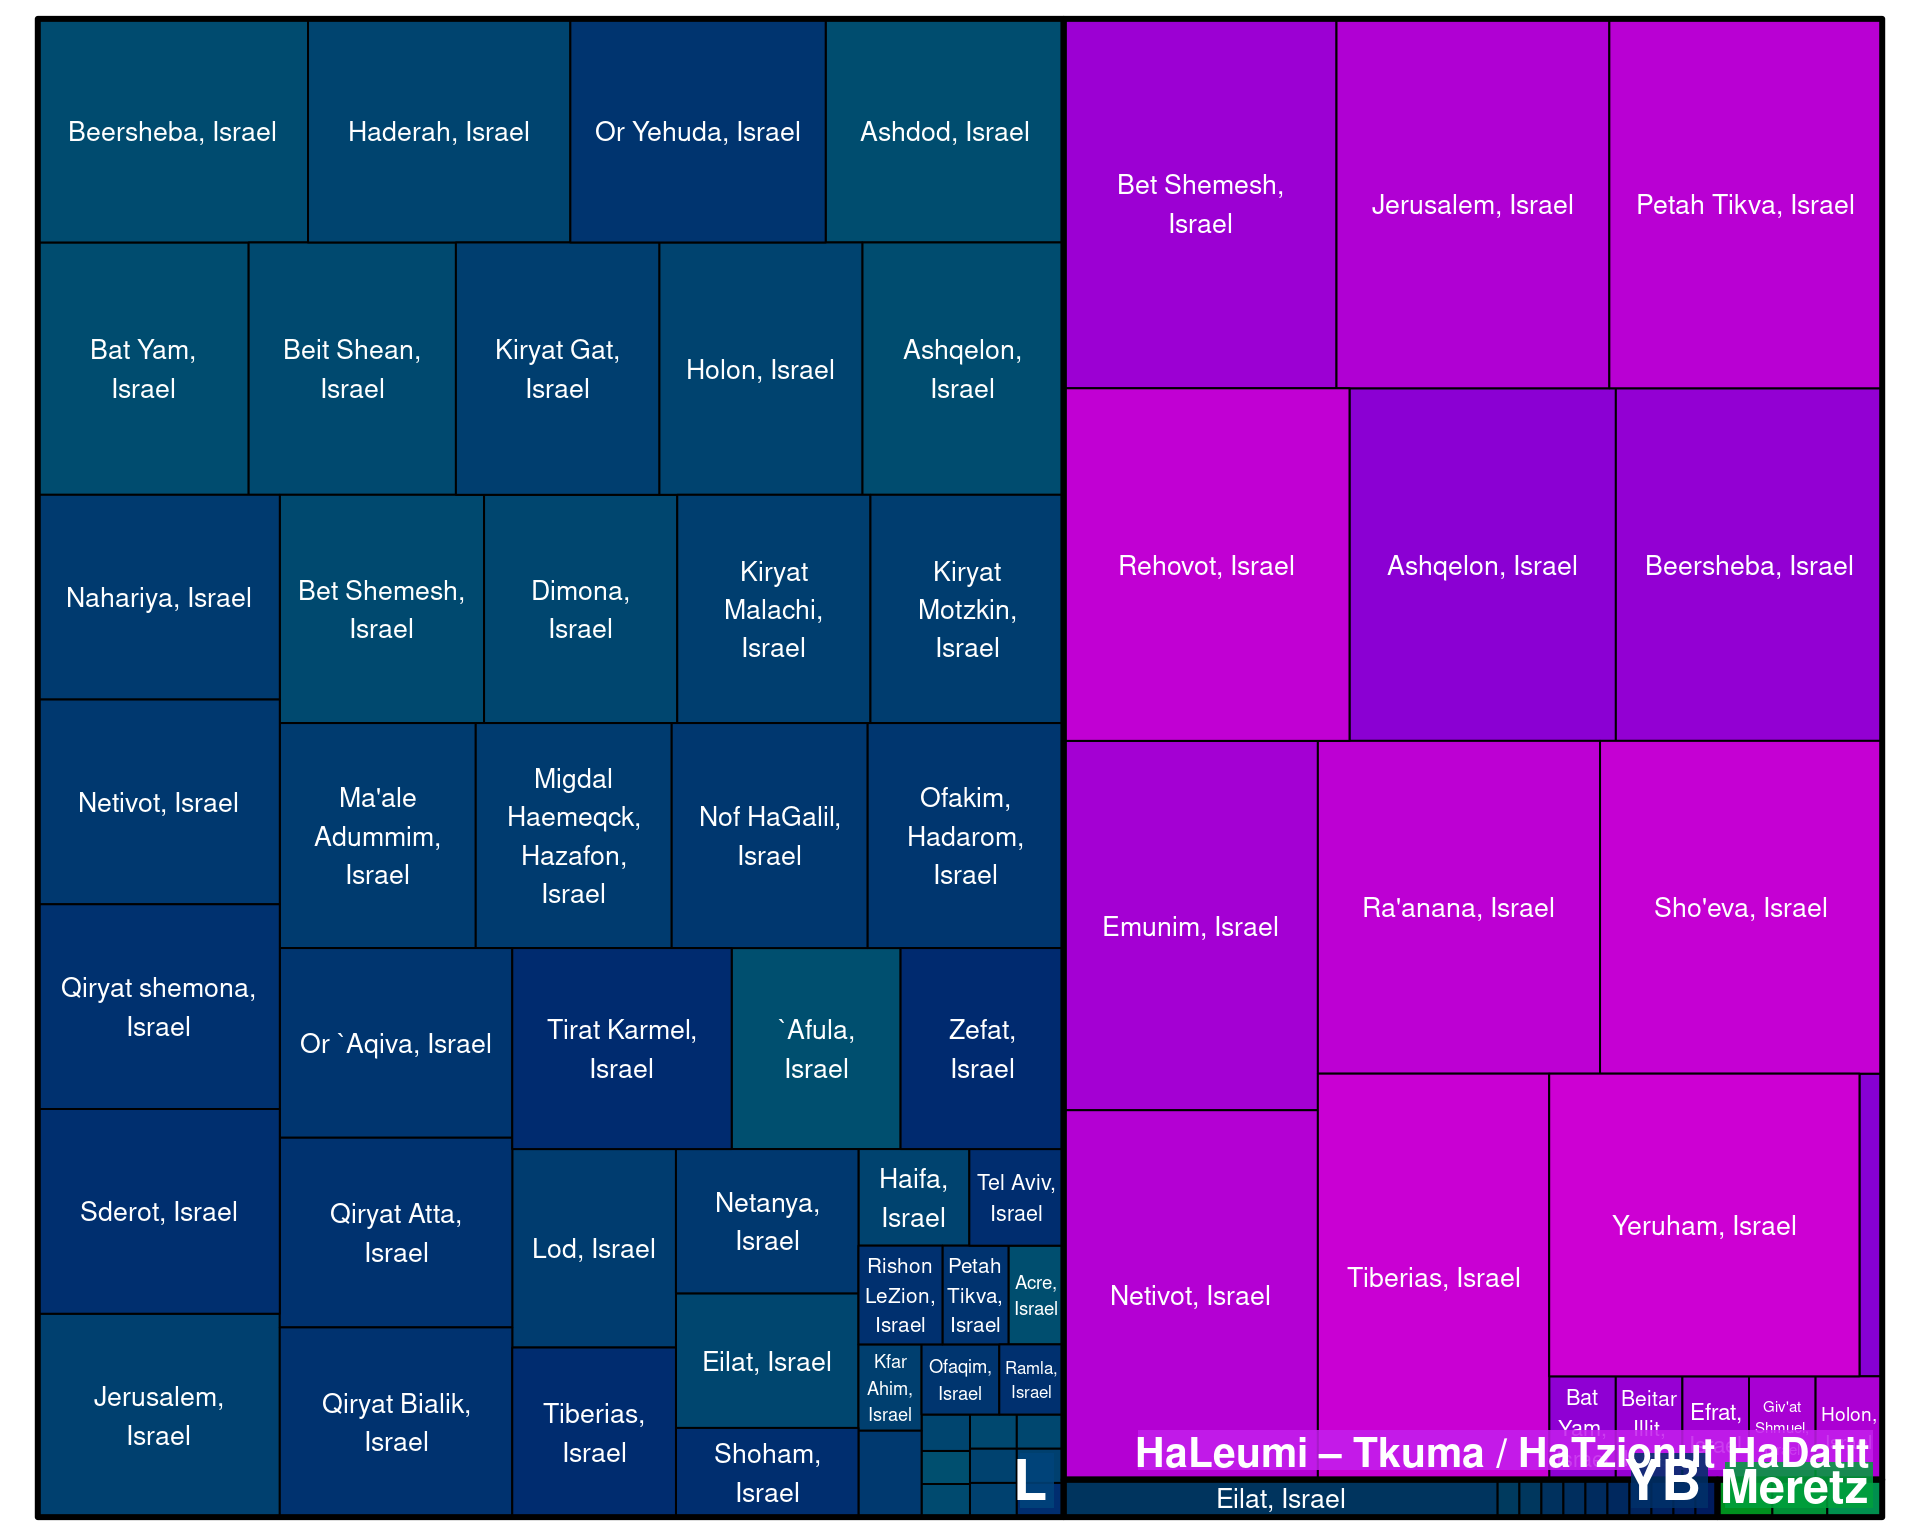 Beersheba, Israel
Haderah, Israel
Or Yehuda, Israel
Ashdod, Israel
Bat Yam,
Israel
Beit Shean,
Israel
Kiryat Gat,
Israel
Holon, Israel
Ashqelon,
Israel
Nahariya, Israel
Bet Shemesh,
Israel
Dimona,
Israel
Kiryat
Malachi,
Israel
Kiryat
Motzkin,
Israel
Netivot, Israel
Ma'ale
Adummim,
Israel
Migdal
Haemeqck,
Hazafon,
Israel
Nof HaGalil,
Israel
Ofakim,
Hadarom,
Israel
Qiryat shemona,
Israel
Or `Aqiva, Israel
Tirat Karmel,
Israel
`Afula,
Israel
Zefat,
Israel
Sderot, Israel
Qiryat Atta,
Israel
Lod, Israel
Netanya,
Israel
Haifa,
Israel
Tel Aviv,
Israel
Rishon
LeZion,
Israel
Petah
Tikva,
Israel
Acre,
Israel
Jerusalem,
Israel
Qiryat Bialik,
Israel
Tiberias,
Israel
Eilat, Israel
Shoham,
Israel
Kfar
Ahim,
Israel
Ofaqim,
Israel
Ramla,
Israel
L
Bet Shemesh,
Israel
Jerusalem, Israel
Petah Tikva, Israel
Rehovot, Israel
Ashqelon, Israel
Beersheba, Israel
Emunim, Israel
Ra'anana, Israel
Sho'eva, Israel
Netivot, Israel
Tiberias, Israel
Yeruham, Israel
Bat
Yam,
Beitar
Illit,
Efrat,
Giv'at
Shmuel,
Holon,
HaLeumi – Tkuma / HaTzionut HaDatit
Eilat, Israel
YB
Meretz